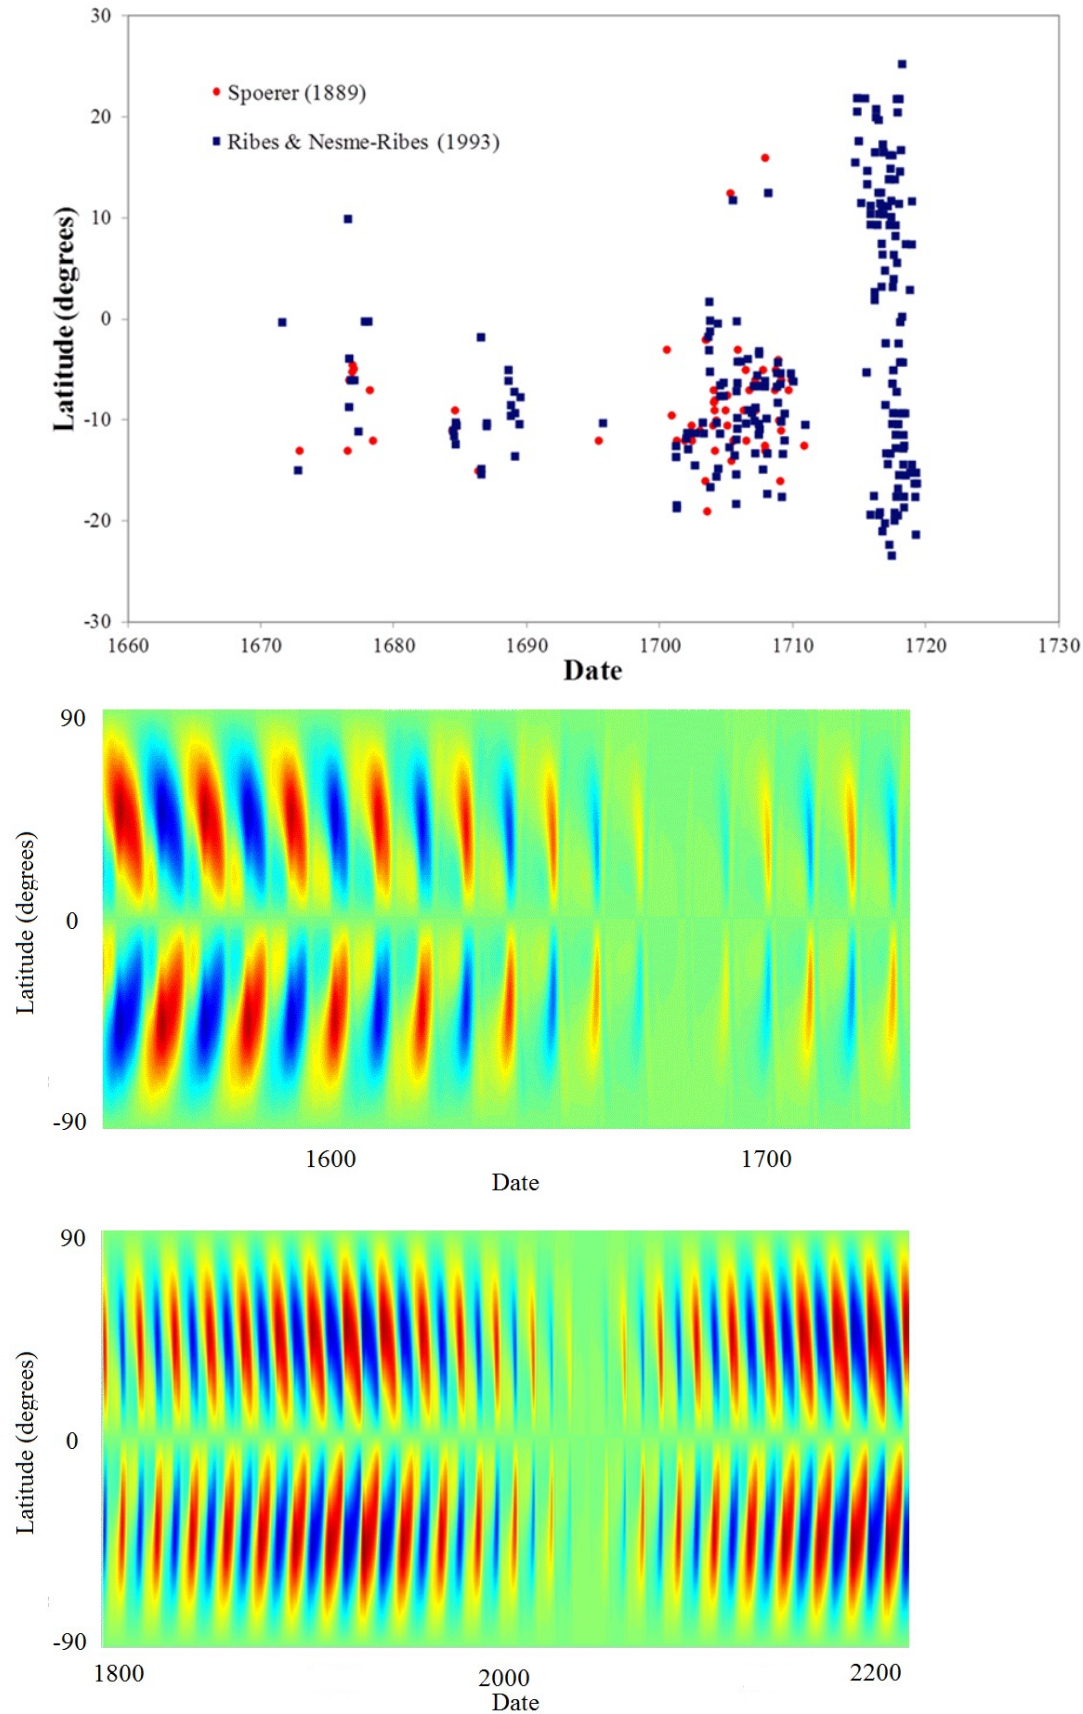 30
20
10
0
-10
-20
-30
Latitude (degrees)
Spoerer (1889)
Ribes & Nesme-Ribes (1993)
1660 1670 1680 1690 1700 1710 1720 1730
Date
90
0
-90
Latitude (degrees)
1600 1700
Date
90
0
-90
Latitude (degrees)
1800 2000 2200
Date